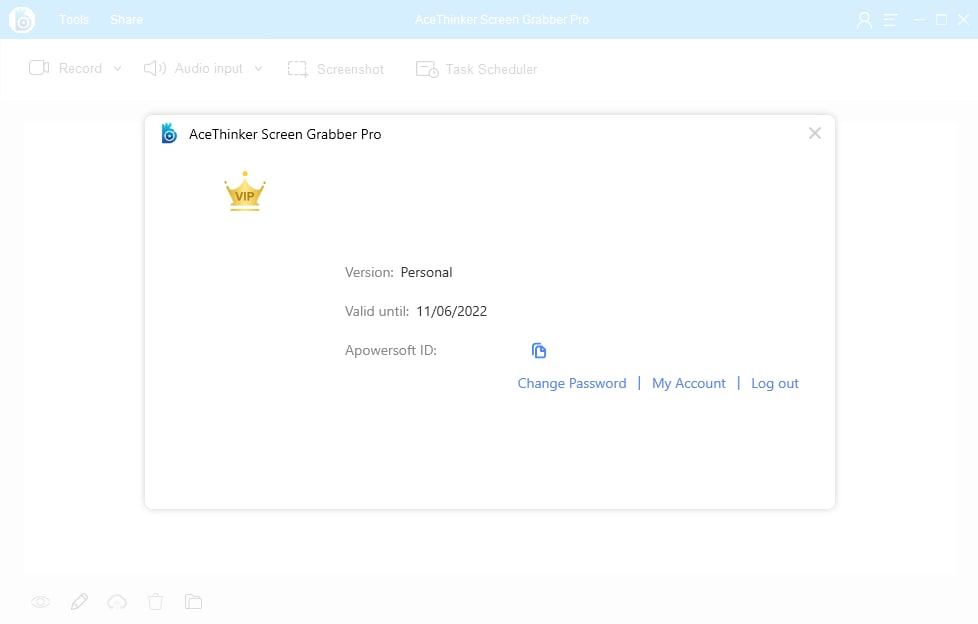 Tools Share AceThinker Screen Grabber Pro
Record Audio input Screenshot Task Scheduler
AceThinker Screen Grabber Pro
VIP
Version: Personal
Valid until: 11/06/2022
Apowersoft ID:
Change Password | My Account | Log out